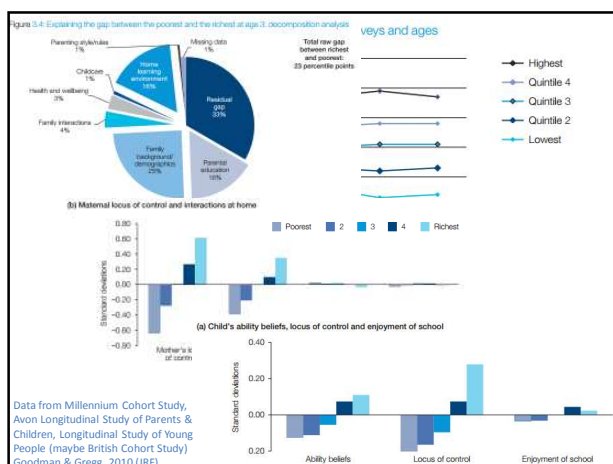 Figure 3.4: Explaining the gap between the poorest and the richest at age 3: decomposition analysis
veys and ages
Parenting style/rules
1%
Missing data
1%
Total raw gap
between richest
and poorest:
23 percentile points
Home
learning
environment
16%
Childcare
1%
Health and wellbeing
3%
Family interactions
4%
Residual
gap
33%
Family
background/
demographics
25%
Parental
education
16%
Highest
Quintile 4
Quintile 3
Quintile 2
Lowest
(b) Maternal locus of control and interactions at home
Poorest 2 3 4 Richest
Standard deviations
0.80
0.60
0.40
0.20
0.00
-0.20
-0.40
-0.60
-0.80
(a) Child's ability beliefs, locus of control and enjoyment of school
Standard deviations
0.40
0.20
0.00
0.20
Ability beliefs
Locus of control
Enjoyment of school
Data from Millennium Cohort Study,
Avon Longitudinal Study of Parents &
Children, Longitudinal Study of Young
People (maybe British Cohort Study)
Goodman & Gregg, 2010 (JRF)